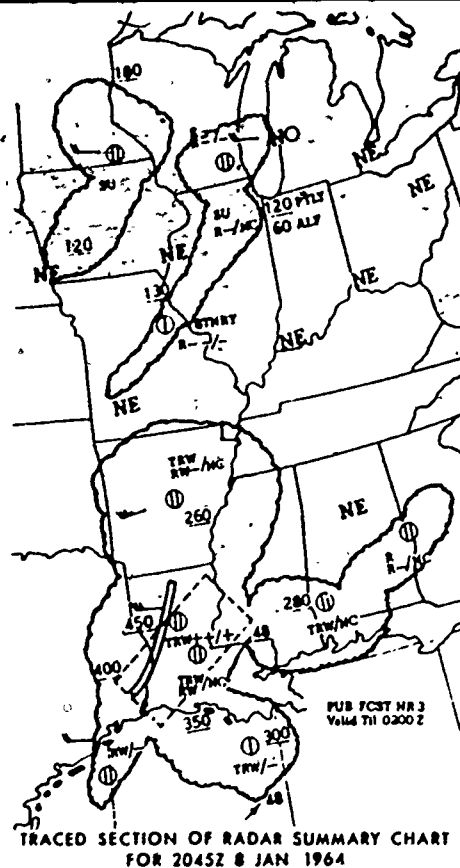 180
NO
NE
NE
SU
SU
R--/NC
120 PTLY
60 ALF
120
NE
NE
NE
130
STNRY
R--/-
NE
NE
TRW
RW-/NC
260
NE
R
R-/NC
280
TRW/NC
450
TRW++/+
48
400
TRW
RW/NC
350
300
RW/-
TRW/-
48
PUB FCST NR 3
Valid Til 0200 Z
TRACED SECTION OF RADAR SUMMARY CHART
FOR 2045Z 8 JAN 1964